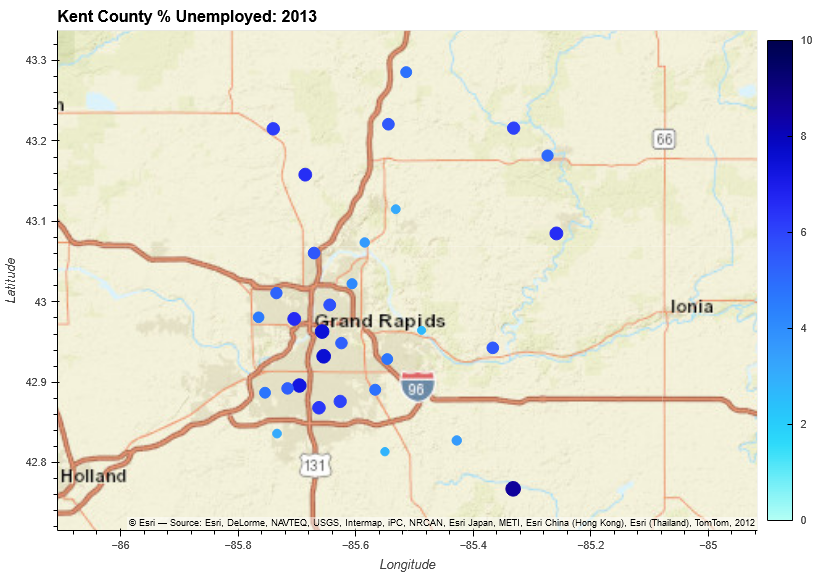 Kent County % Unemployed: 2013
10
43.3
n
43.2
66
8
43.1
6
Latitude
43
Ionia
Grand Rapids
4
42.9
96
2
42.8
131
Holland
© Esri — Source: Esri, DeLorme, NAVTEQ, USGS, Intermap, iPC, NRCAN, Esri Japan, METI, Esri China (Hong Kong), Esri (Thailand), TomTom, 2012
0
−86 −85.8 −85.6 −85.4 −85.2 −85
Longitude